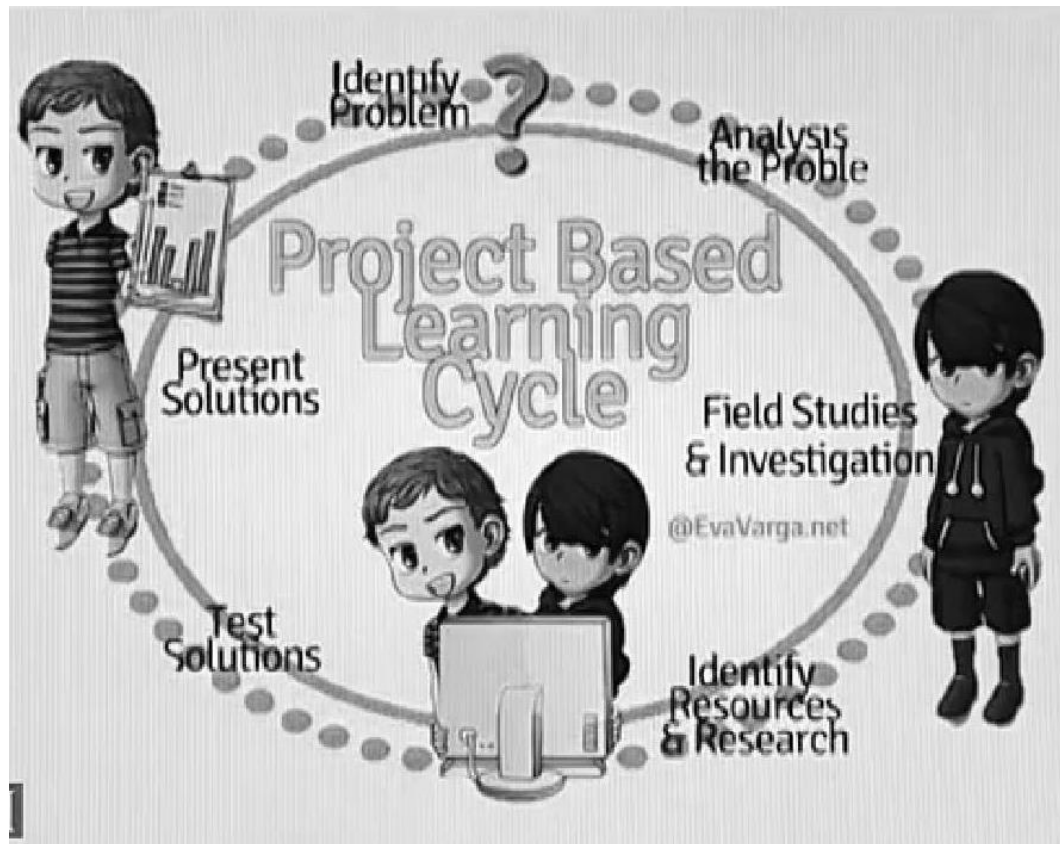 Identify
Problem
?
Analysis
the Proble
Project Based
Learning
Cycle
Present
Solutions
Field Studies
& Investigation
@EvaVarga.net
Test
Solutions
Identify
Resources
& Research